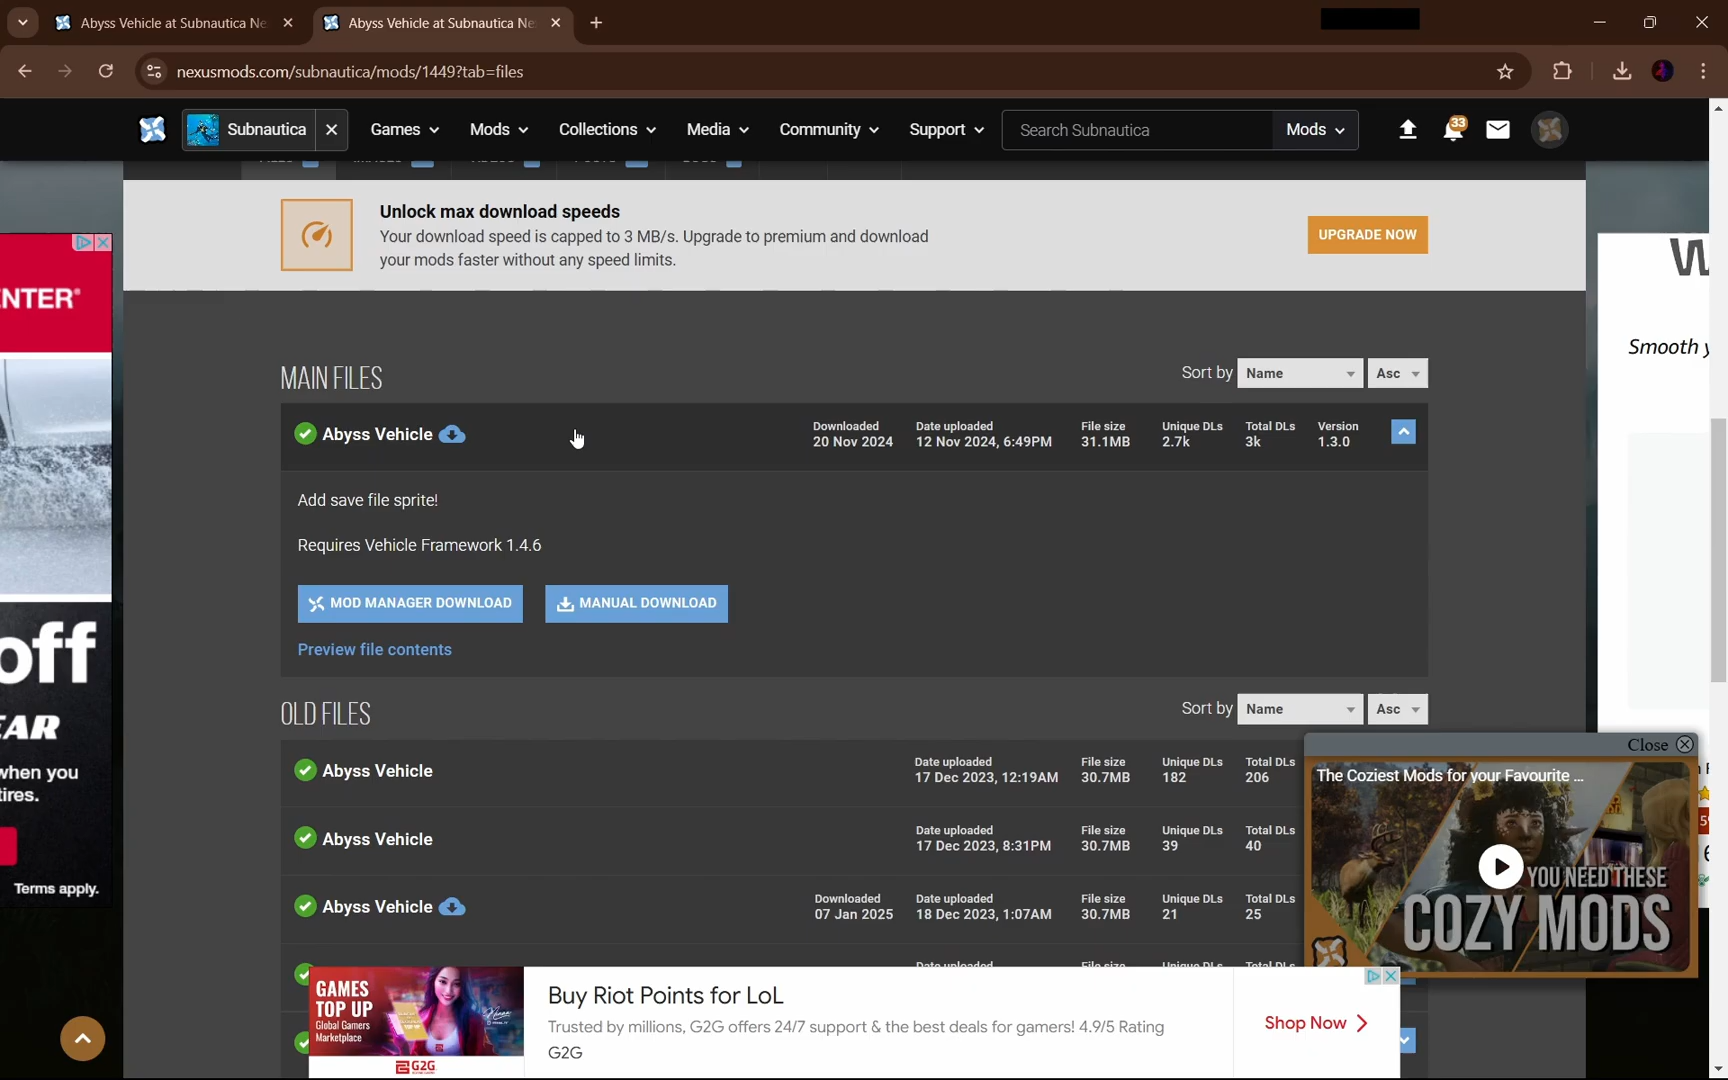 Abyss Vehicle at Subnautica Ne
Abyss Vehicle at Subnautica Ne
nexusmods.com/subnautica/mods/1449?tab=files
Subnautica
Games
Mods
Collections
Media
Community
Support
Search Subnautica
Mods
33
Unlock max download speeds
Your download speed is capped to 3 MB/s. Upgrade to premium and download
your mods faster without any speed limits.
UPGRADE NOW
MAIN FILES
Sort by
Name
Asc
Abyss Vehicle
Downloaded
20 Nov 2024
Date uploaded
12 Nov 2024, 6:49PM
File size
31.1MB
Unique DLs
2.7k
Total DLs
3k
Version
1.3.0
Add save file sprite!
Requires Vehicle Framework 1.4.6
MOD MANAGER DOWNLOAD
MANUAL DOWNLOAD
Preview file contents
OLD FILES
Sort by
Name
Asc
Abyss Vehicle
Date uploaded
17 Dec 2023, 12:19AM
File size
30.7MB
Unique DLs
182
Total DLs
206
Abyss Vehicle
Date uploaded
17 Dec 2023, 8:31PM
File size
30.7MB
Unique DLs
39
Total DLs
40
Abyss Vehicle
Downloaded
07 Jan 2025
Date uploaded
18 Dec 2023, 1:07AM
File size
30.7MB
Unique DLs
21
Total DLs
25
Close
The Coziest Mods for your Favourite ...
YOU NEED THESE
COZY MODS
GAMES
TOP UP
Global Gamers
Marketplace
G2G
Buy Riot Points for LoL
Trusted by millions, G2G offers 24/7 support & the best deals for gamers! 4.9/5 Rating
G2G
Shop Now
ENTER®
off
EAR
when you
tires.
Terms apply.
W
Smooth y